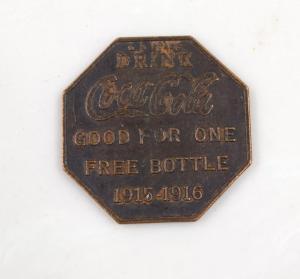 DRINK
Coca-Cola
GOOD FOR ONE
FREE BOTTLE
1915-1916